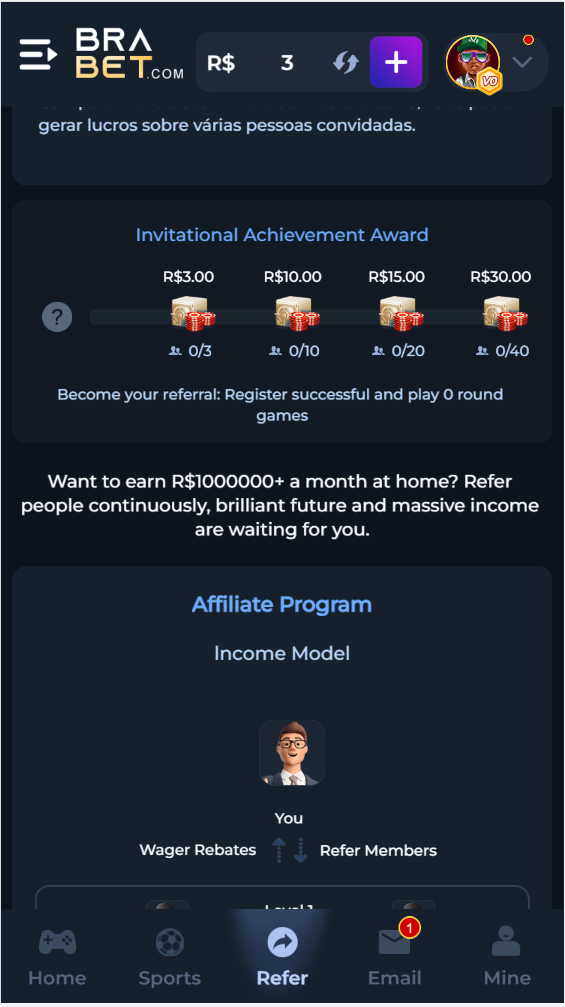 BRA
BET.COM
R$ 3
V0
gerar lucros sobre várias pessoas convidadas.
Invitational Achievement Award
R$3.00 R$10.00 R$15.00 R$30.00
?
0/3 0/10 0/20 0/40
Become your referral: Register successful and play 0 round
games
Want to earn R$1000000+ a month at home? Refer
people continuously, brilliant future and massive income
are waiting for you.
Affiliate Program
Income Model
You
Wager Rebates Refer Members
Level 1
1
Home Sports Refer Email Mine